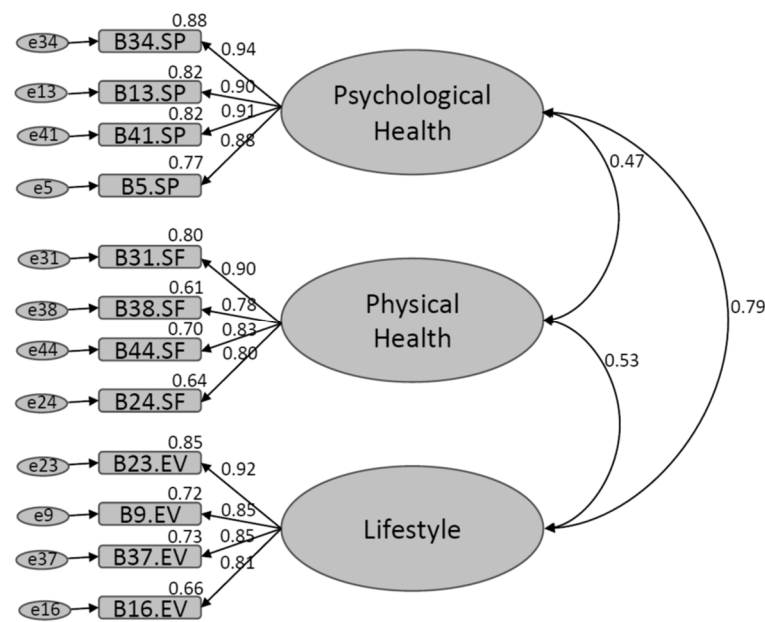 0.88
e34
B34.SP
0.94
0.82
e13
B13.SP
0.90
0.82
e41
B41.SP
0.91
0.77
e5
B5.SP
0.88
Psychological
Health
0.47
0.80
e31
B31.SF
0.90
0.61
e38
B38.SF
0.78
0.70
e44
B44.SF
0.83
0.64
e24
B24.SF
0.80
Physical
Health
0.79
0.53
0.85
e23
B23.EV
0.92
0.72
e9
B9.EV
0.85
0.73
e37
B37.EV
0.85
0.66
e16
B16.EV
0.81
Lifestyle